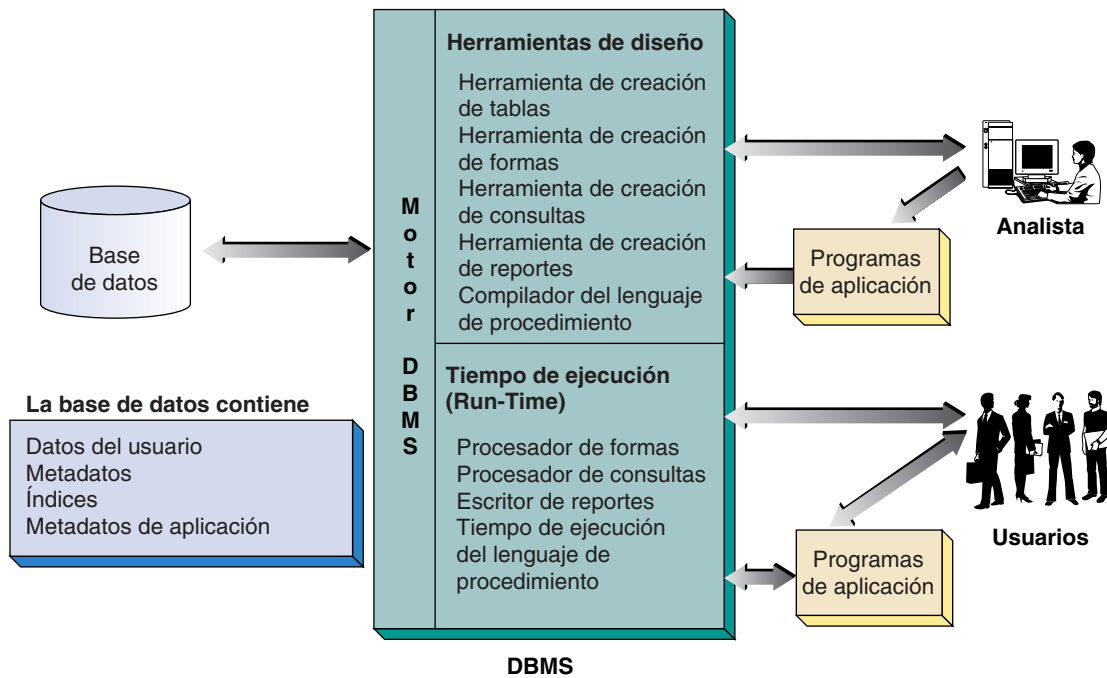 Base
de datos
La base de datos contiene
Datos del usuario
Metadatos
Índices
Metadatos de aplicación
Motor DBMS
Herramientas de diseño
Herramienta de creación
de tablas
Herramienta de creación
de formas
Herramienta de creación
de consultas
Herramienta de creación
de reportes
Compilador del lenguaje
de procedimiento
Tiempo de ejecución
(Run-Time)
Procesador de formas
Procesador de consultas
Escritor de reportes
Tiempo de ejecución
del lenguaje de
procedimiento
DBMS
Analista
Programas
de aplicación
Usuarios
Programas
de aplicación